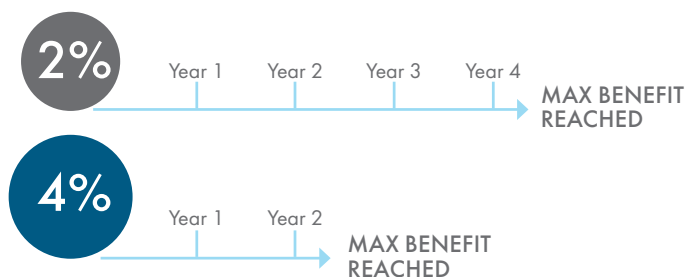 2%
Year 1 Year 2 Year 3 Year 4
MAX BENEFIT
REACHED
4%
Year 1 Year 2
MAX BENEFIT
REACHED